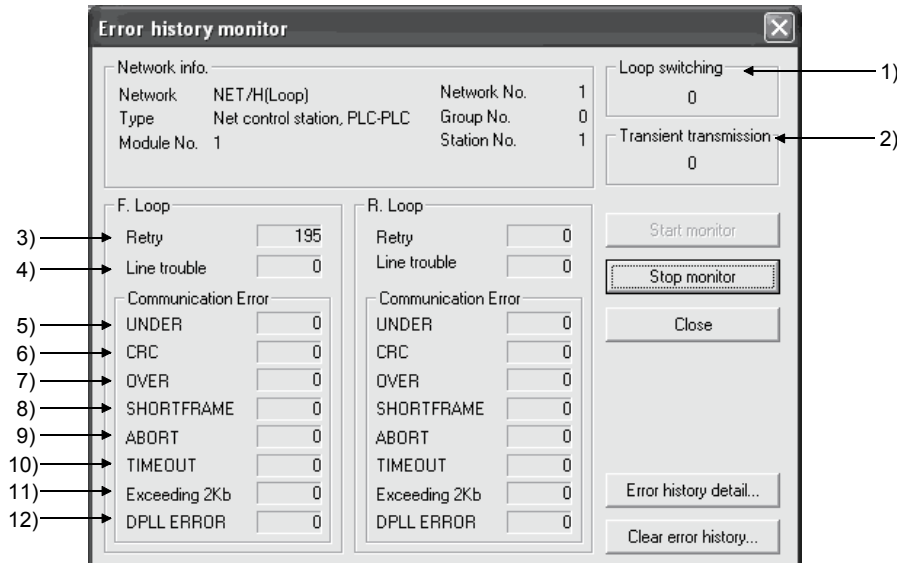 Error history monitor
Network info.
Network NET/H(Loop) Network No. 1
Type Net control station, PLC-PLC Group No. 0
Module No. 1 Station No. 1
Loop switching 1)
0
Transient transmission 2)
0
F. Loop
3) Retry 195
4) Line trouble 0
Communication Error
5) UNDER 0
6) CRC 0
7) OVER 0
8) SHORTFRAME 0
9) ABORT 0
10) TIMEOUT 0
11) Exceeding 2Kb 0
12) DPLL ERROR 0
R. Loop
Retry 0
Line trouble 0
Communication Error
UNDER 0
CRC 0
OVER 0
SHORTFRAME 0
ABORT 0
TIMEOUT 0
Exceeding 2Kb 0
DPLL ERROR 0
Start monitor
Stop monitor
Close
Error history detail...
Clear error history...